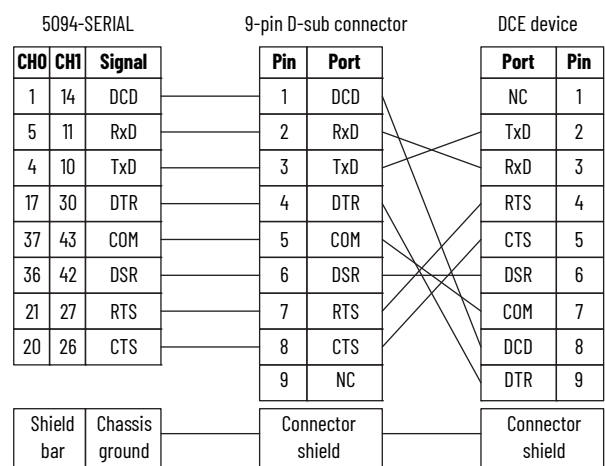 5094-SERIAL 9-pin D-sub connector DCE device
CH0 CH1 Signal Pin Port Port Pin
1 14 DCD 1 DCD NC 1
5 11 RxD 2 RxD TxD 2
4 10 TxD 3 TxD RxD 3
17 30 DTR 4 DTR RTS 4
37 43 COM 5 COM CTS 5
36 42 DSR 6 DSR DSR 6
21 27 RTS 7 RTS COM 7
20 26 CTS 8 CTS DCD 8
9 NC DTR 9
Shield Chassis Connector Connector
bar ground shield shield